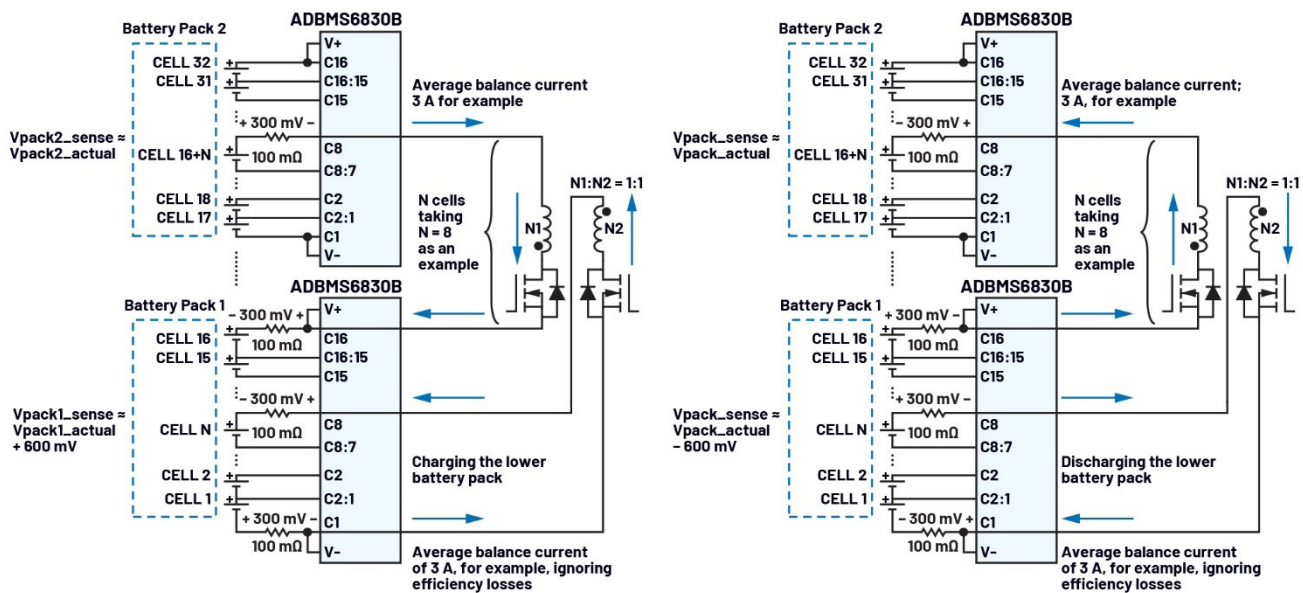 ADBMS6830B
Battery Pack 2
V+
CELL 32
C16
CELL 31
C16:15
C15
Average balance current
3 A for example
+ 300 mV −
Vpack2_sense ≈
Vpack2_actual
CELL 16+N
100 mΩ
C8
C8:7
CELL 18
C2
CELL 17
C2:1
C1
V−
N cells
taking
N = 8
as an
example
N1:N2 = 1:1
N1
N2
ADBMS6830B
Battery Pack 1
− 300 mV +
V+
CELL 16
100 mΩ
C16
CELL 15
C16:15
C15
− 300 mV +
Vpack1_sense ≈
Vpack1_actual
+ 600 mV
CELL N
100 mΩ
C8
C8:7
CELL 2
C2
CELL 1
C2:1
Charging the lower
battery pack
+ 300 mV −
C1
100 mΩ
V−
Average balance current
of 3 A, for example, ignoring
efficiency losses
ADBMS6830B
Battery Pack 2
V+
CELL 32
C16
CELL 31
C16:15
C15
Average balance current;
3 A, for example
− 300 mV +
Vpack_sense ≈
Vpack_actual
CELL 16+N
100 mΩ
C8
C8:7
CELL 18
C2
CELL 17
C2:1
C1
V−
N cells
taking
N = 8
as an
example
N1:N2 = 1:1
N1
N2
ADBMS6830B
Battery Pack 1
+ 300 mV −
V+
CELL 16
100 mΩ
C16
CELL 15
C16:15
C15
+ 300 mV −
Vpack_sense ≈
Vpack_actual
− 600 mV
CELL N
100 mΩ
C8
C8:7
CELL 2
C2
CELL 1
C2:1
Discharging the lower
battery pack
− 300 mV +
C1
100 mΩ
V−
Average balance current
of 3 A, for example, ignoring
efficiency losses